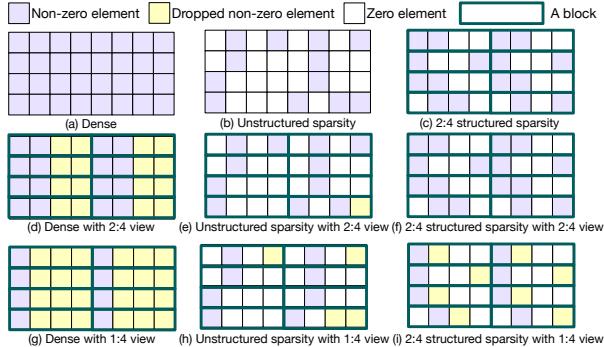 Non-zero element Dropped non-zero element Zero element A block
(a) Dense (b) Unstructured sparsity (c) 2:4 structured sparsity
(d) Dense with 2:4 view (e) Unstructured sparsity with 2:4 view (f) 2:4 structured sparsity with 2:4 view
(g) Dense with 1:4 view (h) Unstructured sparsity with 1:4 view (i) 2:4 structured sparsity with 1:4 view